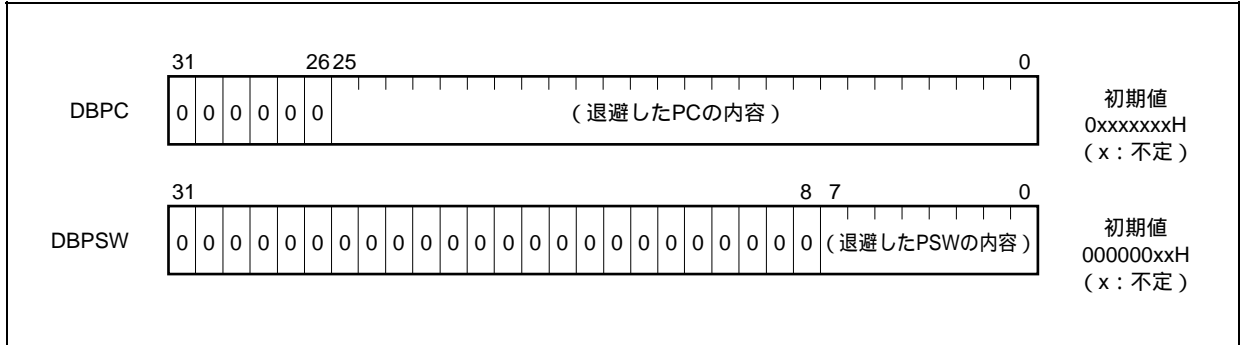 31 26 25 0
DBPC 0 0 0 0 0 0 （退避したPCの内容） 初期値
0xxxxxxxH
（x：不定）
31 8 7 0
DBPSW 0 0 0 0 0 0 0 0 0 0 0 0 0 0 0 0 0 0 0 0 0 0 0 0 （退避したPSWの内容） 初期値
000000xxH
（x：不定）